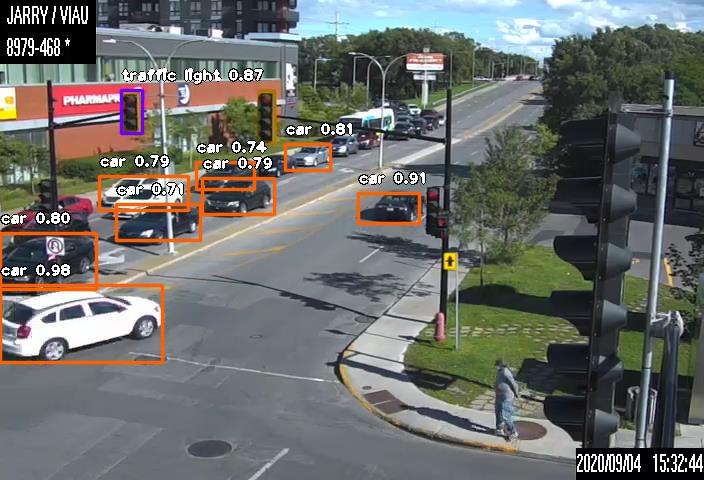 JARRY / VIAU
8979-468 *
traffic light 0.87
PHARMAPR
car 0.81
car 0.74
car 0.79
car 0.79
car 0.71
car 0.91
car 0.80
car 0.98
2020/09/04 15:32:44